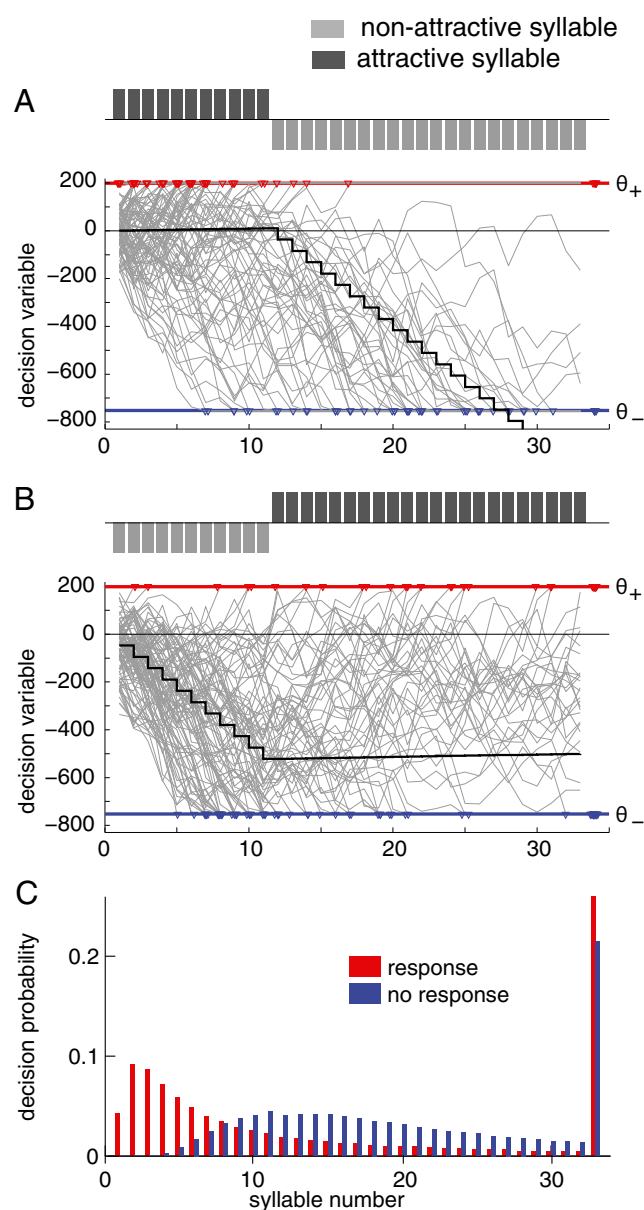 non-attractive syllable
attractive syllable
A
200
0
−200
−400
−600
−800
decision variable
θ+
θ−
0
10
20
30
B
200
0
−200
−400
−600
−800
decision variable
θ+
θ−
0
10
20
30
C
0.2
0.1
0
decision probability
response
no response
0
10
20
30
syllable number